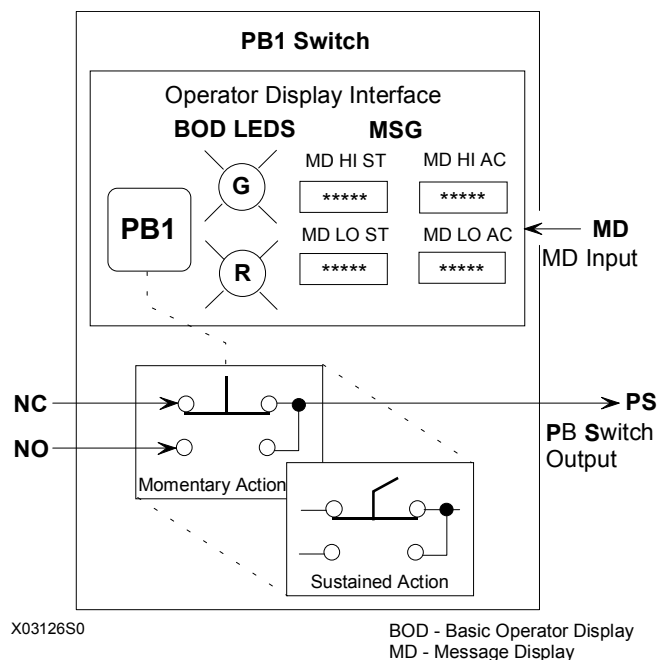 PB1 Switch
Operator Display Interface
BOD LEDS MSG
MD HI ST MD HI AC
G
***** *****
PB1
MD LO ST MD LO AC
R
***** *****
MD
MD Input
NC
NO
PS
PB Switch
Output
Momentary Action
Sustained Action
X03126S0
BOD - Basic Operator Display
MD - Message Display